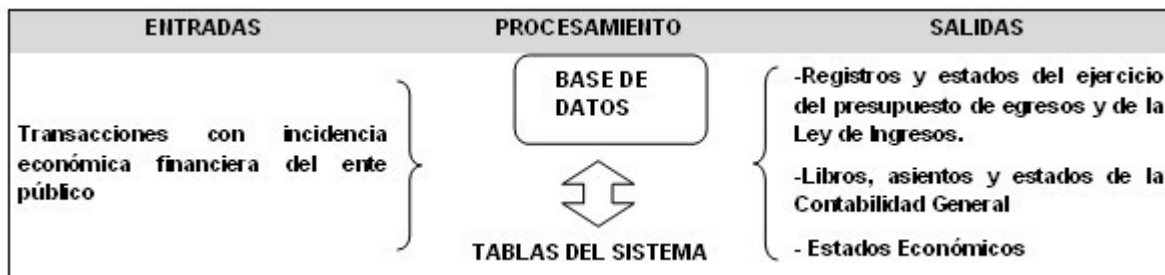 ENTRADAS
PROCESAMIENTO
SALIDAS
Transacciones con incidencia
económica financiera del ente
público
BASE DE
DATOS
TABLAS DEL SISTEMA
-Registros y estados del ejercicio
del presupuesto de egresos y de la
Ley de Ingresos.
-Libros, asientos y estados de la
Contabilidad General
- Estados Económicos